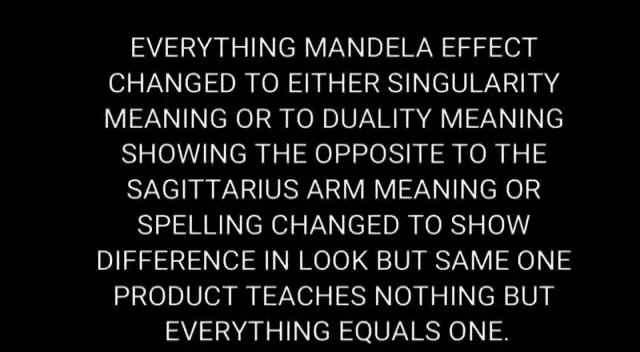 EVERYTHING MANDELA EFFECT
CHANGED TO EITHER SINGULARITY
MEANING OR TO DUALITY MEANING
SHOWING THE OPPOSITE TO THE
SAGITTARIUS ARM MEANING OR
SPELLING CHANGED TO SHOW
DIFFERENCE IN LOOK BUT SAME ONE
PRODUCT TEACHES NOTHING BUT
EVERYTHING EQUALS ONE.